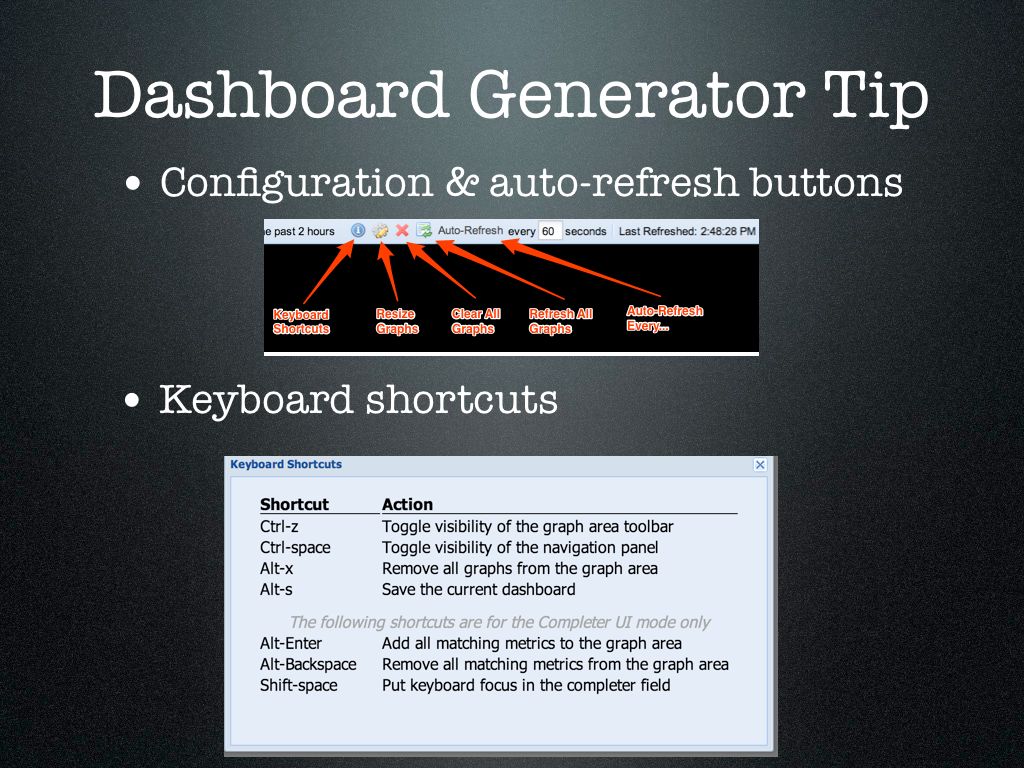 Dashboard Generator Tip
• Configuration & auto-refresh buttons
e past 2 hours Auto-Refresh every 60 seconds Last Refreshed: 2:48:28 PM
Keyboard Shortcuts
Resize Graphs
Clear All Graphs
Refresh All Graphs
Auto-Refresh Every...
• Keyboard shortcuts
Keyboard Shortcuts
Shortcut Action
Ctrl-z Toggle visibility of the graph area toolbar
Ctrl-space Toggle visibility of the navigation panel
Alt-x Remove all graphs from the graph area
Alt-s Save the current dashboard
The following shortcuts are for the Completer UI mode only
Alt-Enter Add all matching metrics to the graph area
Alt-Backspace Remove all matching metrics from the graph area
Shift-space Put keyboard focus in the completer field